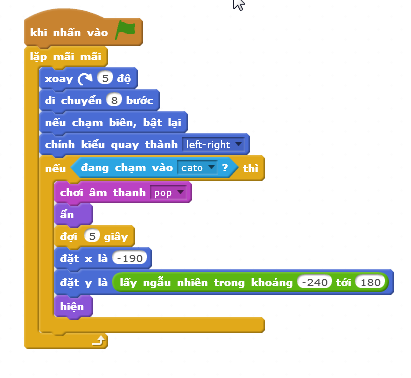 khi nhấn vào
lặp mãi mãi
xoay 5 độ
di chuyển 8 bước
nếu chạm biên, bật lại
chỉnh kiểu quay thành left-right
nếu đang chạm vào cato ? thì
chơi âm thanh pop
ẩn
đợi 5 giây
đặt x là -190
đặt y là lấy ngẫu nhiên trong khoảng -240 tới 180
hiện